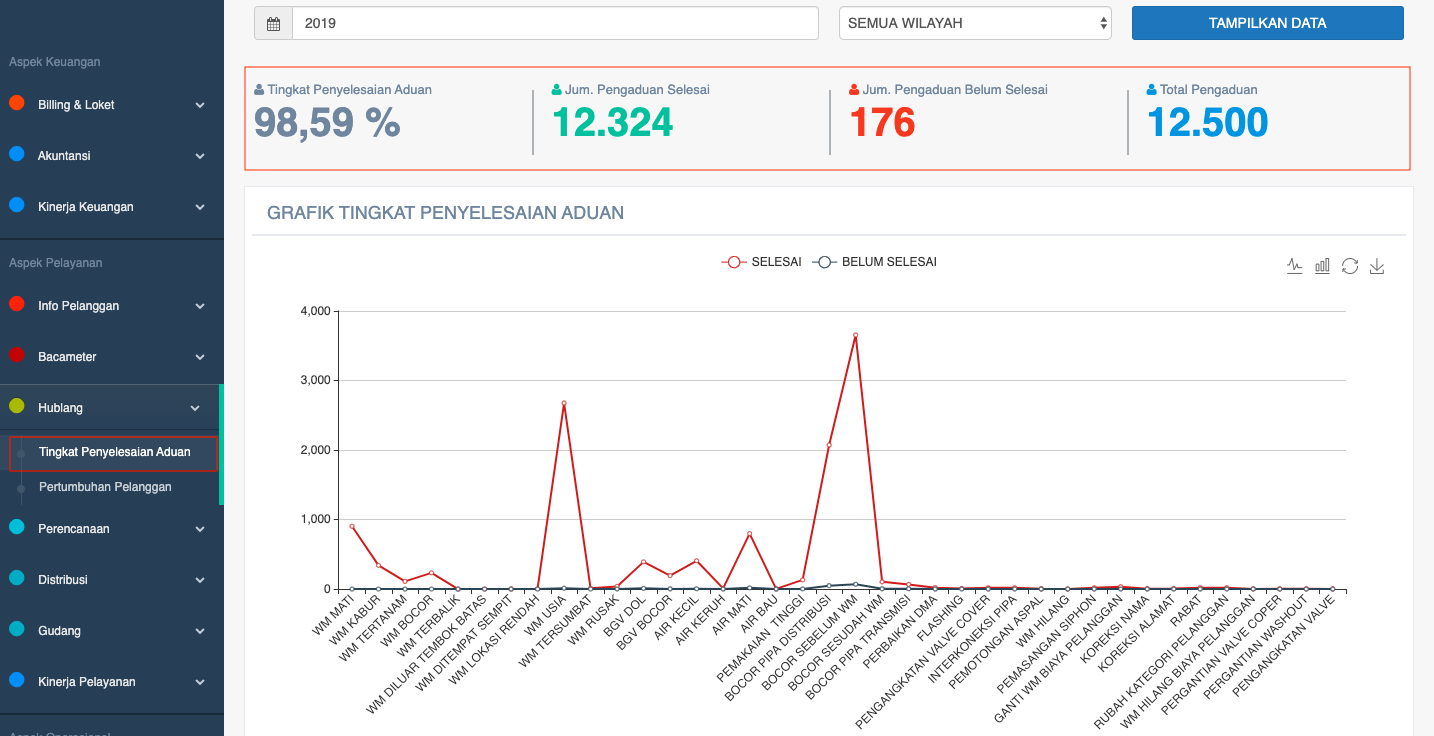 2019
SEMUA WILAYAH
TAMPILKAN DATA
Aspek Keuangan
Billing & Loket
Akuntansi
Kinerja Keuangan
Aspek Pelayanan
Info Pelanggan
Bacameter
Hublang
Tingkat Penyelesaian Aduan
Pertumbuhan Pelanggan
Perencanaan
Distribusi
Gudang
Kinerja Pelayanan
Aspek Operasional
Tingkat Penyelesaian Aduan
98,59 %
Jum. Pengaduan Selesai
12.324
Jum. Pengaduan Belum Selesai
176
Total Pengaduan
12.500
GRAFIK TINGKAT PENYELESAIAN ADUAN
SELESAI
BELUM SELESAI
4,000
3,000
2,000
1,000
0
WM MATI
WM KABUR
WM TERTANAM
WM BOCOR
WM TERBALIK
WM DILUAR TEMBOK BATAS
WM DITEMPAT SEMPIT
WM LOKASI RENDAH
WM USIA
WM TERSUMBAT
WM RUSAK
BGV DOL
BGV BOCOR
AIR KECIL
AIR KERUH
AIR MATI
AIR BAU
PEMAKAIAN TINGGI
BOCOR PIPA DISTRIBUSI
BOCOR SEBELUM WM
BOCOR SESUDAH WM
BOCOR PIPA TRANSMISI
PERBAIKAN DMA
FLASHING
PENGANGKATAN VALVE COVER
INTERKONEKSI PIPA
PEMOTONGAN ASPAL
WM HILANG
PEMASANGAN SIPHON
GANTI WM BIAYA PELANGGAN
KOREKSI NAMA
KOREKSI ALAMAT
RABAT
RUBAH KATEGORI PELANGGAN
WM HILANG BIAYA PELANGGAN
PERGANTIAN VALVE COPER
PERGANTIAN WASHOUT
PENGANGKATAN VALVE